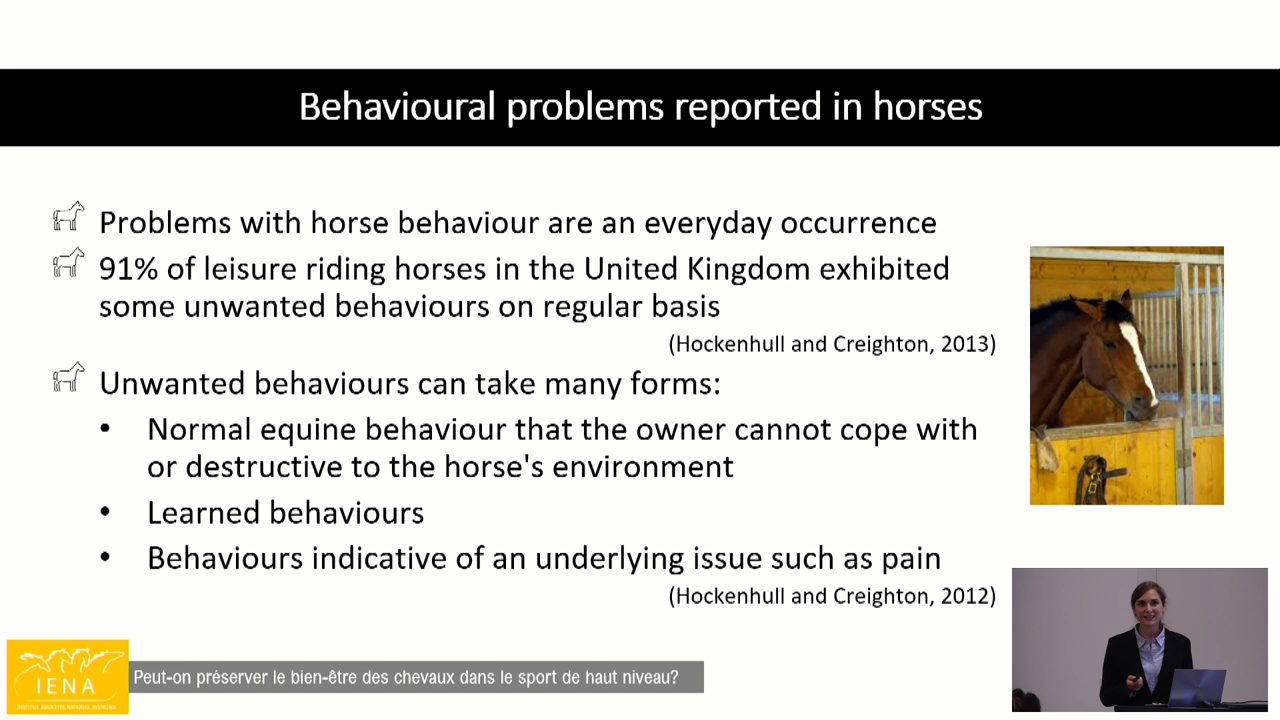 Behavioural problems reported in horses
Problems with horse behaviour are an everyday occurrence
91% of leisure riding horses in the United Kingdom exhibited
some unwanted behaviours on regular basis
(Hockenhull and Creighton, 2013)
Unwanted behaviours can take many forms:
• Normal equine behaviour that the owner cannot cope with
or destructive to the horse's environment
• Learned behaviours
• Behaviours indicative of an underlying issue such as pain
(Hockenhull and Creighton, 2012)
IENA
Peut-on préserver le bien-être des chevaux dans le sport de haut niveau?